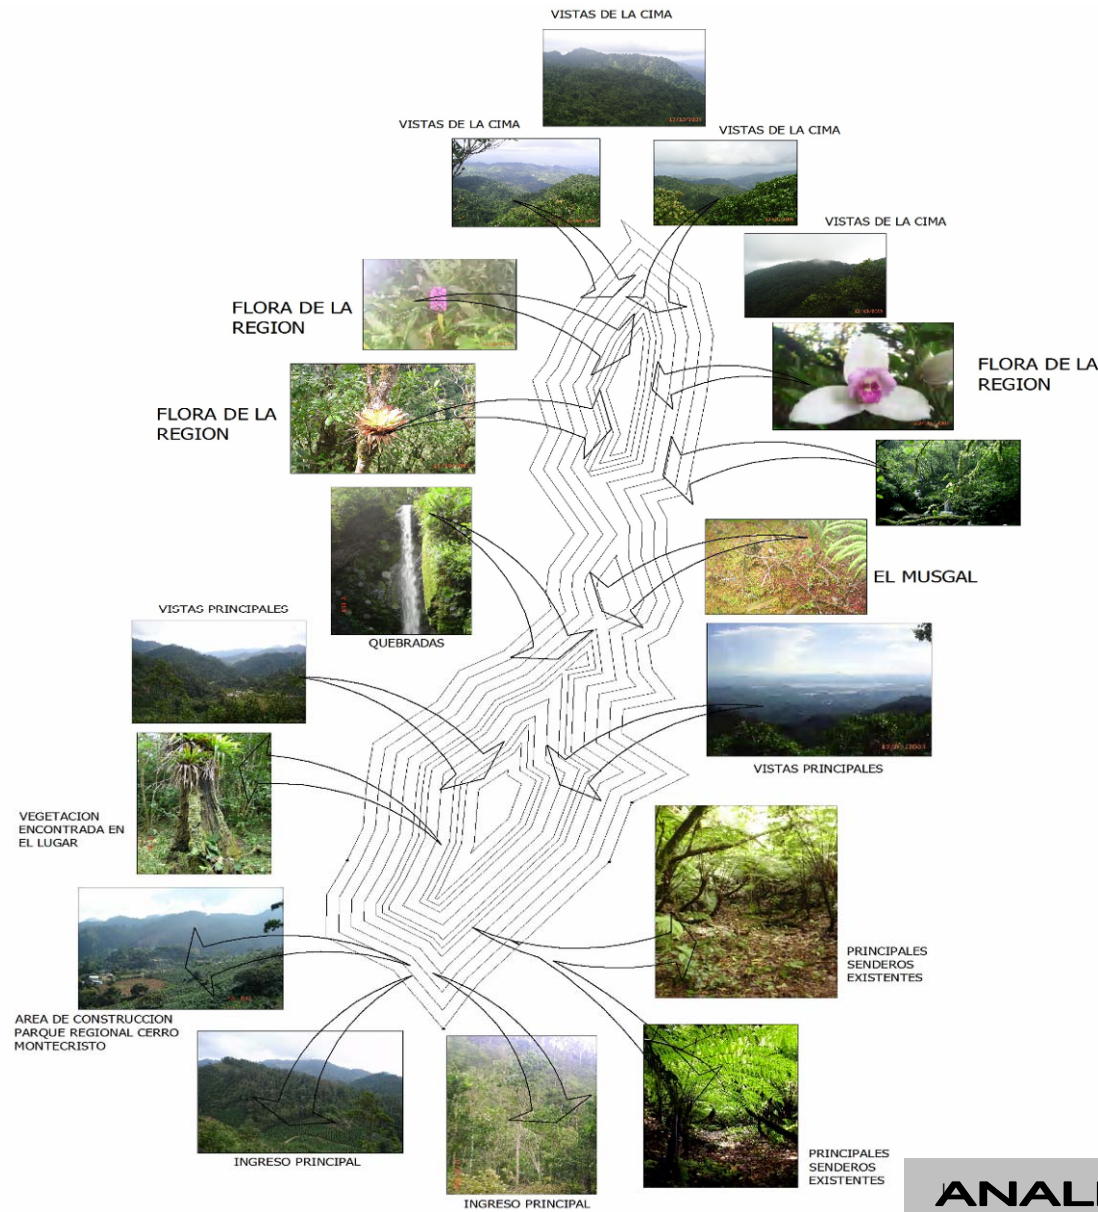 VISTAS DE LA CIMA
VISTAS DE LA CIMA
VISTAS DE LA CIMA
VISTAS DE LA CIMA
FLORA DE LA
REGION
FLORA DE LA
REGION
FLORA DE LA
REGION
EL MUSGAL
QUEBRADAS
VISTAS PRINCIPALES
VISTAS PRINCIPALES
VEGETACION
ENCONTRADA EN
EL LUGAR
PRINCIPALES
SENDEROS
EXISTENTES
AREA DE CONSTRUCCION
PARQUE REGIONAL CERRO
MONTECRISTO
INGRESO PRINCIPAL
INGRESO PRINCIPAL
PRINCIPALES
SENDEROS
EXISTENTES